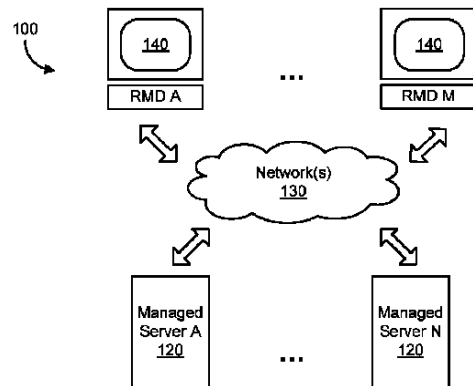 100
140
140
RMD A
...
RMD M
Network(s)
130
Managed
Server A
120
...
Managed
Server N
120